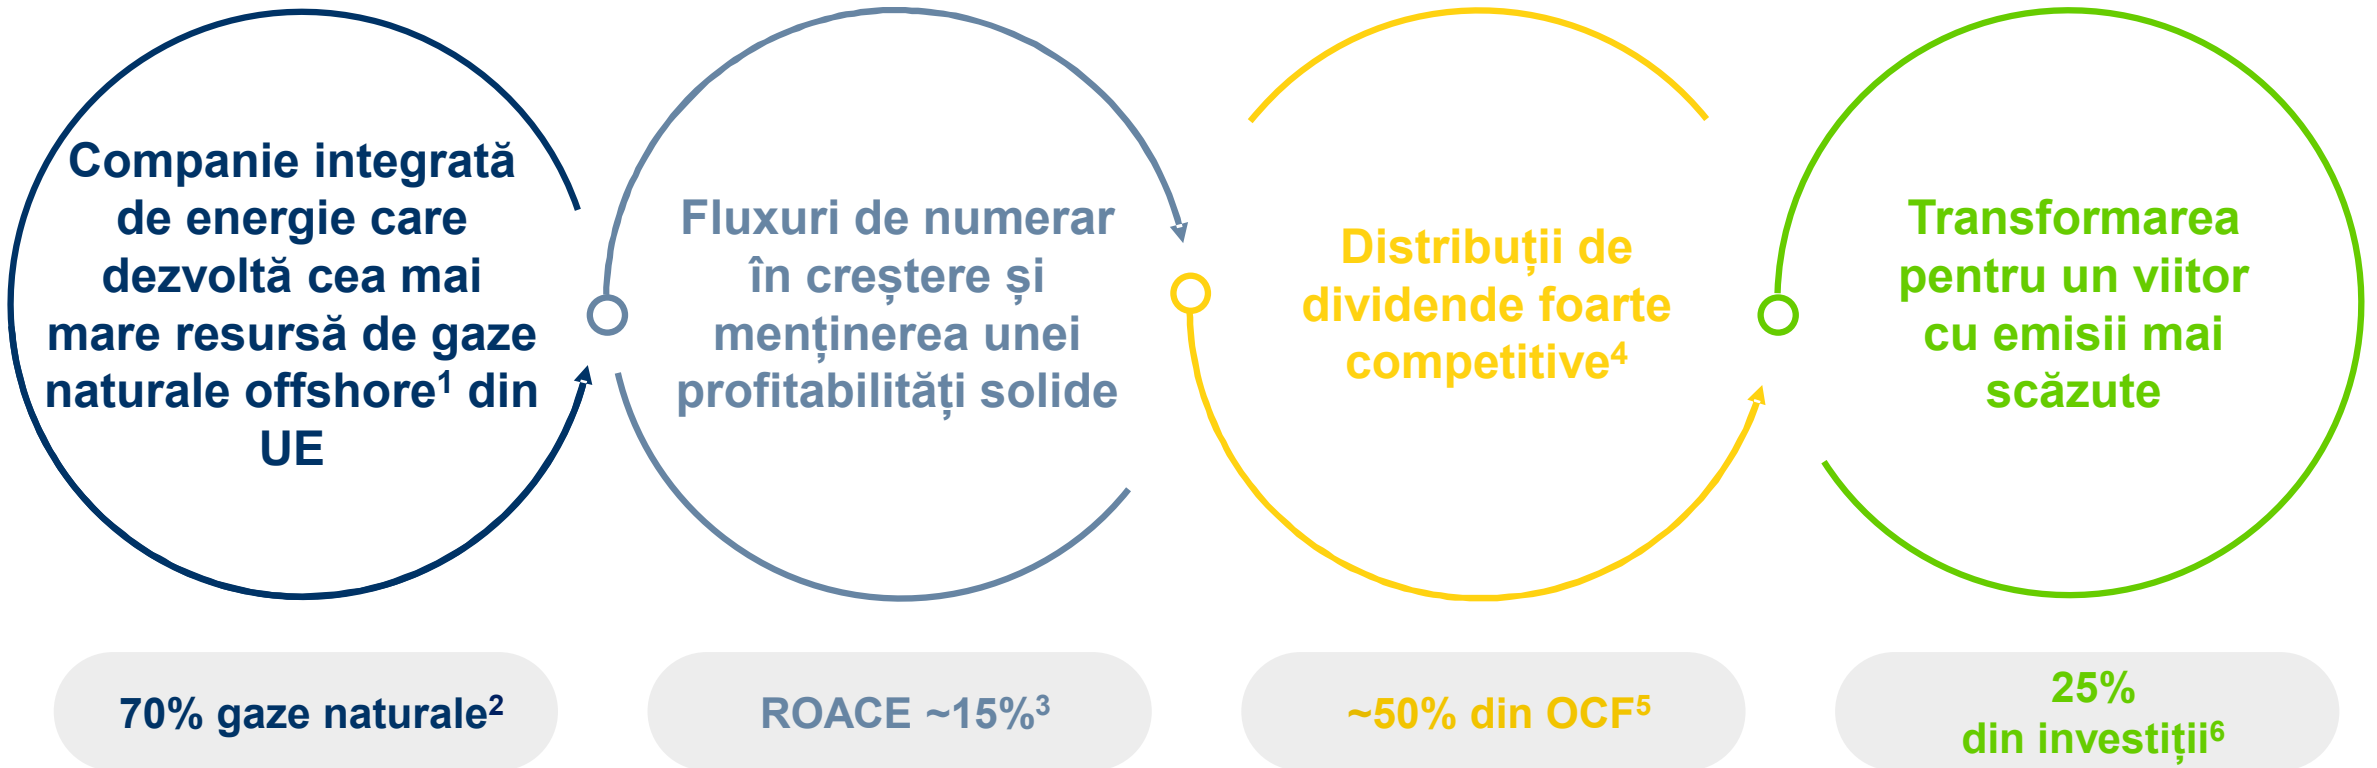 Companie integrată
de energie care
dezvoltă cea mai
mare resursă de gaze
naturale offshore¹ din
UE
Fluxuri de numerar
în creștere și
menținerea unei
profitabilități solide
Distribuții de
dividende foarte
competitive⁴
Transformarea
pentru un viitor
cu emisii mai
scăzute
70% gaze naturale²
ROACE ~15%³
~50% din OCF⁵
25%
din investiții⁶